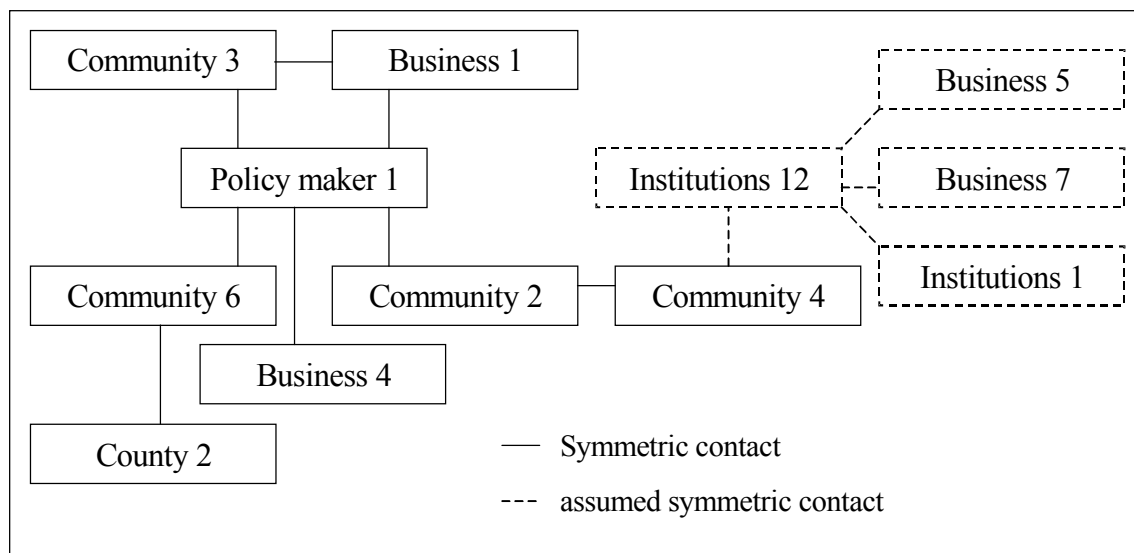 Community 3
Business 1
Business 5
Policy maker 1
Institutions 12
Business 7
Community 6
Community 2
Community 4
Institutions 1
Business 4
County 2
Symmetric contact
assumed symmetric contact